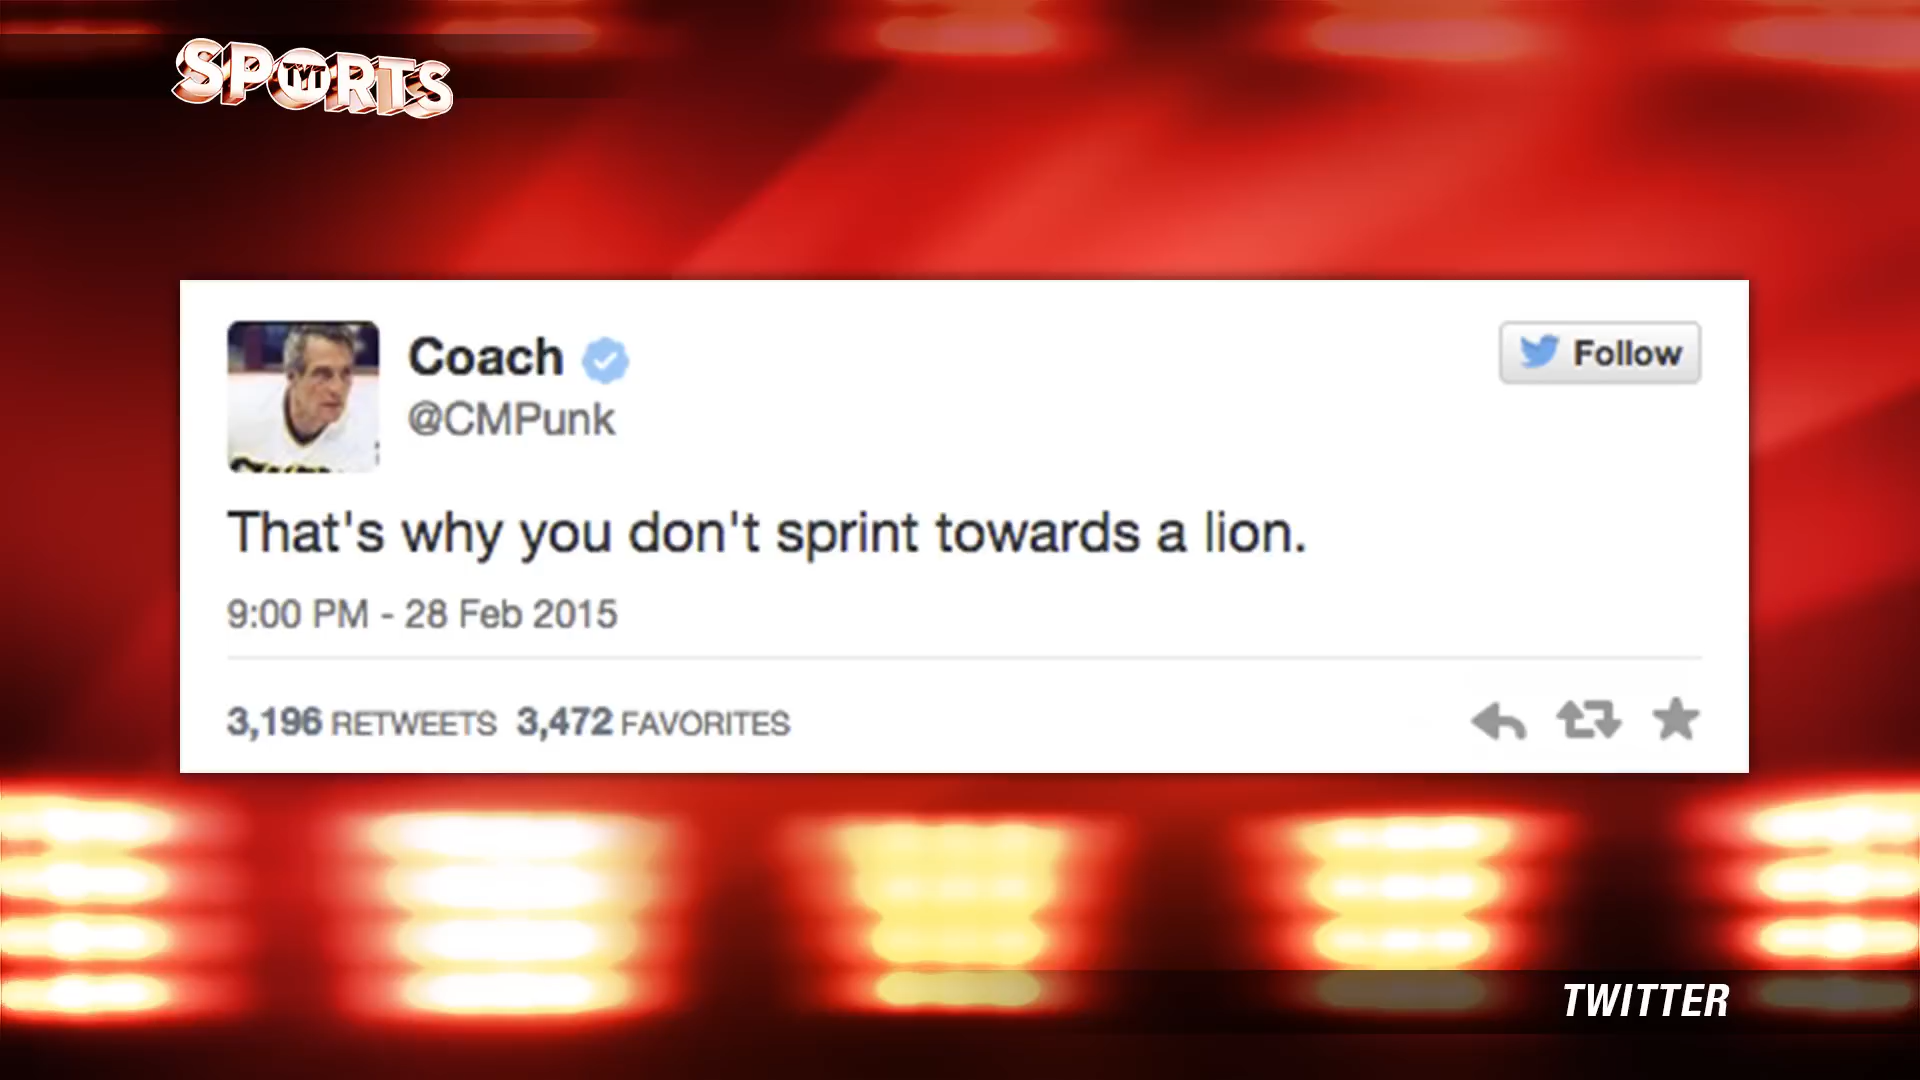 SPORTS
TYT
Coach
@CMPunk
Follow
That's why you don't sprint towards a lion.
9:00 PM - 28 Feb 2015
3,196 RETWEETS 3,472 FAVORITES
TWITTER